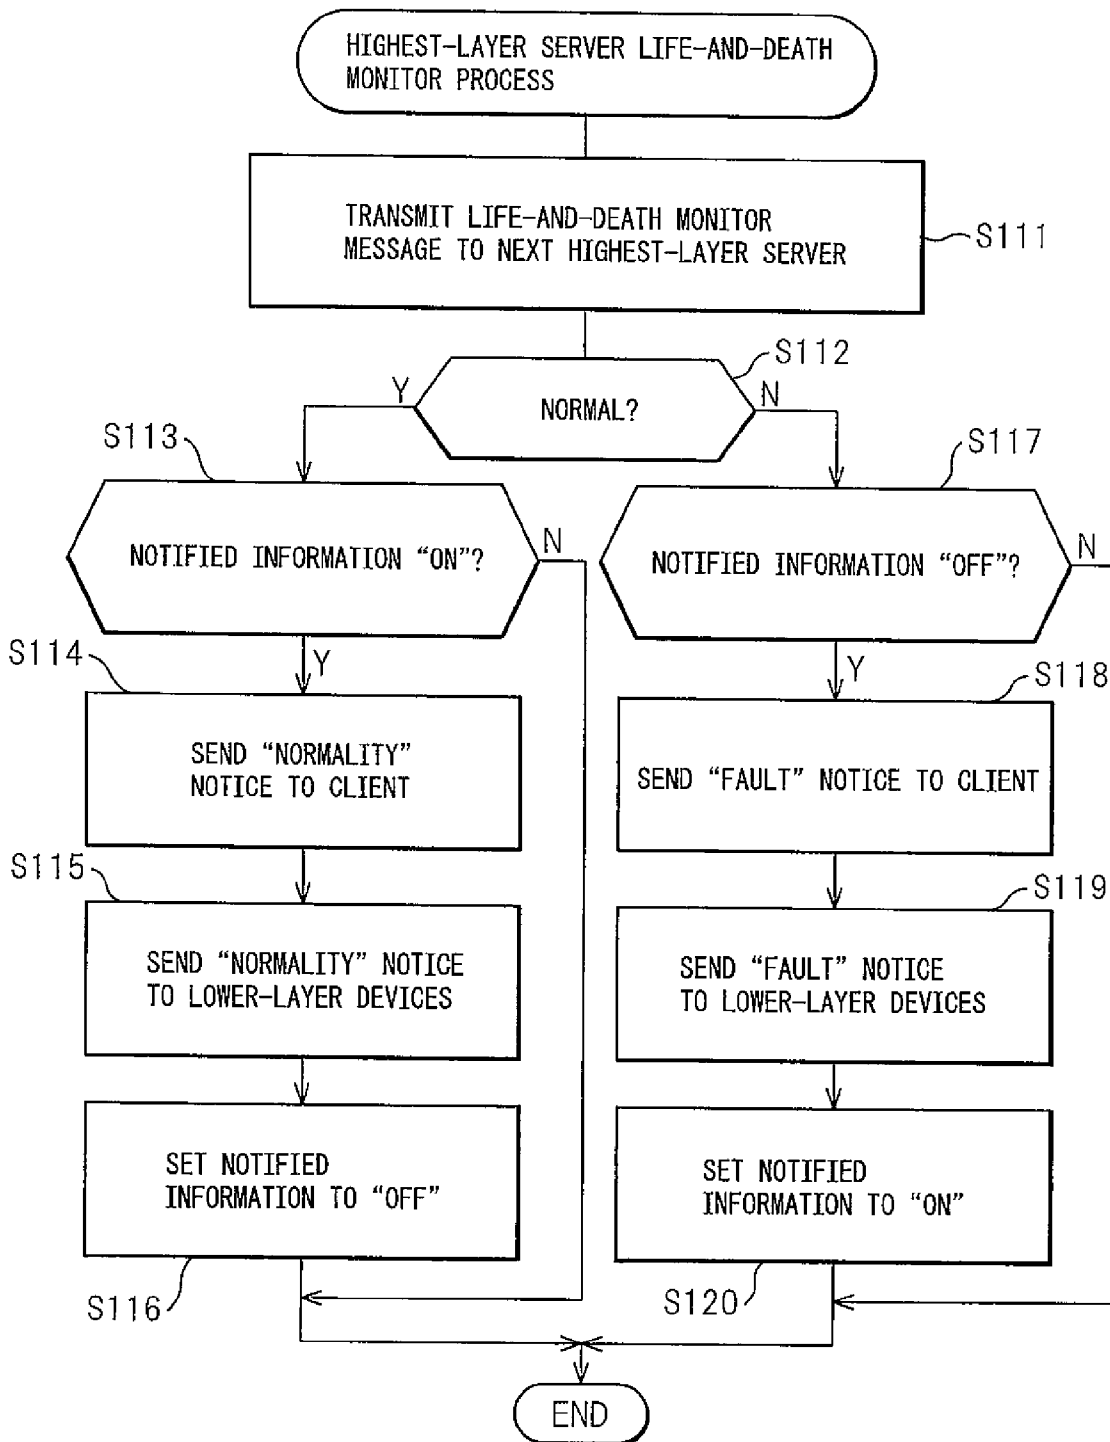 HIGHEST-LAYER SERVER LIFE-AND-DEATH
MONITOR PROCESS
TRANSMIT LIFE-AND-DEATH MONITOR
MESSAGE TO NEXT HIGHEST-LAYER SERVER
S111
S112
Y
NORMAL?
N
S113
S117
NOTIFIED INFORMATION “ON”?
N
NOTIFIED INFORMATION “OFF”?
N
S114
Y
Y
S118
SEND “NORMALITY”
NOTICE TO CLIENT
SEND “FAULT” NOTICE TO CLIENT
S115
S119
SEND “NORMALITY” NOTICE
TO LOWER-LAYER DEVICES
SEND “FAULT” NOTICE
TO LOWER-LAYER DEVICES
SET NOTIFIED
INFORMATION TO “OFF”
SET NOTIFIED
INFORMATION TO “ON”
S116
S120
END